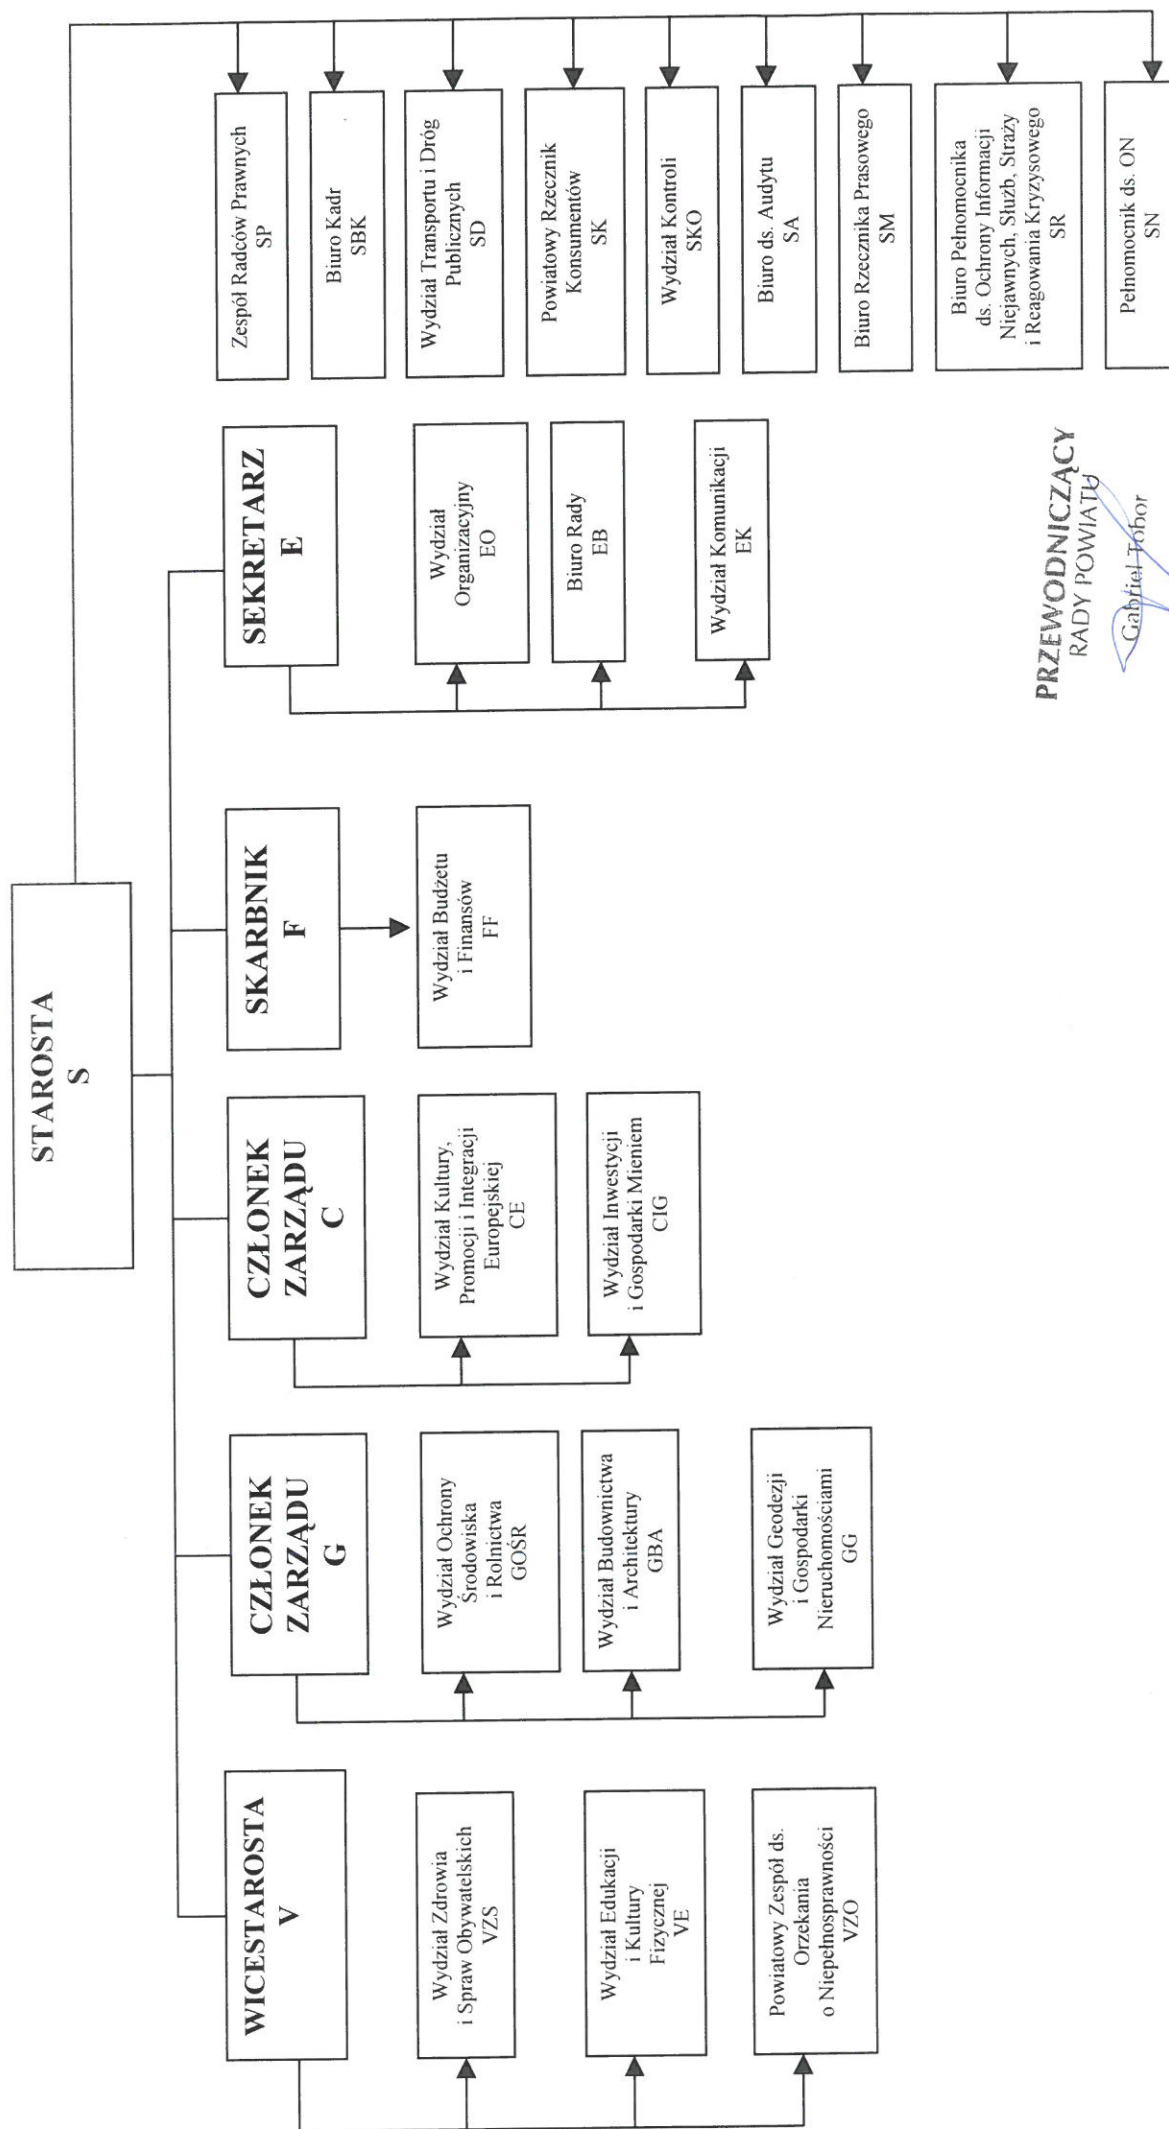 STAROSTA
S
WICESTAROSTA
V
Wydział Zdrowia
i Spraw Obywatelskich
VZS
Wydział Edukacji
i Kultury
Fizycznej
VE
Powiatowy Zespół ds.
Orzekania
o Niepełnosprawności
VZO
CZŁONEK
ZARZĄDU
G
Wydział Ochrony
Środowiska
i Rolnictwa
GOŚR
Wydział Budownictwa
i Architektury
GBA
Wydział Geodezji
i Gospodarki
Nieruchomościami
GG
CZŁONEK
ZARZĄDU
C
Wydział Kultury,
Promocji i Integracji
Europejskiej
CE
Wydział Inwestycji
i Gospodarki Mieniem
CIG
SKARBNIK
F
Wydział Budżetu
i Finansów
FF
SEKRETARZ
E
Wydział
Organizacyjny
EO
Biuro Rady
EB
Wydział Komunikacji
EK
Zespół Radców Prawnych
SP
Biuro Kadr
SBK
Wydział Transportu i Dróg
Publicznych
SD
Powiatowy Rzecznik
Konsumentów
SK
Wydział Kontroli
SKO
Biuro ds. Audytu
SA
Biuro Rzecznika Prasowego
SM
Biuro Pełnomocnika
ds. Ochrony Informacji
Niejawnych, Służb, Straży
i Reagowania Kryzysowego
SR
Pełnomocnik ds. ON
SN
PRZEWODNICZĄCY
RADY POWIATU
Gabriel Tobor